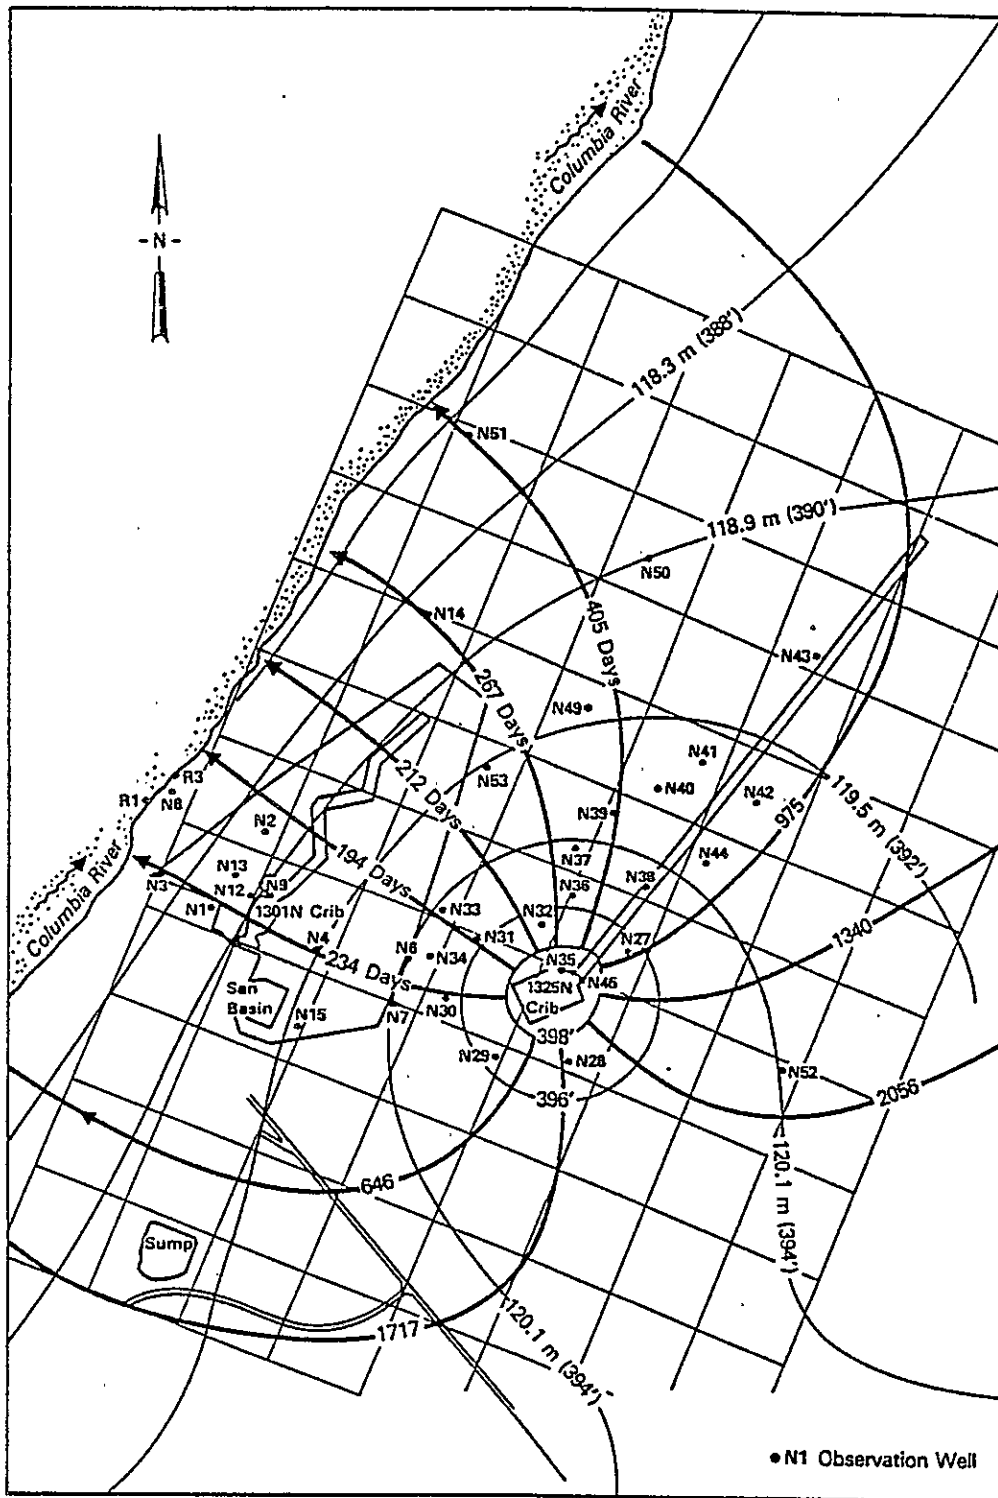 Columbia River
-N-
118.3 m (388')
N51
118.9 m (390')
N50
N14
405 Days
N43
267 Days
N49
N41
N53
212 Days
R3
N40
R1
N8
N42
119.5 m (392')
N39
975
N2
194 Days
N37
N44
N13
N3
N12
N9
N36
N38
N1
1301N Crib
N33
N32
1340
Columbia River
N4
N31
N27
N6
N34
N35
234 Days
1325N
Crib
N46
San
Basin
N30
N7
N15
398'
N29
N28
N52
396'
2056
120.1 m (394')
646
Sump
1717
120.1 m (394')
N1 Observation Well